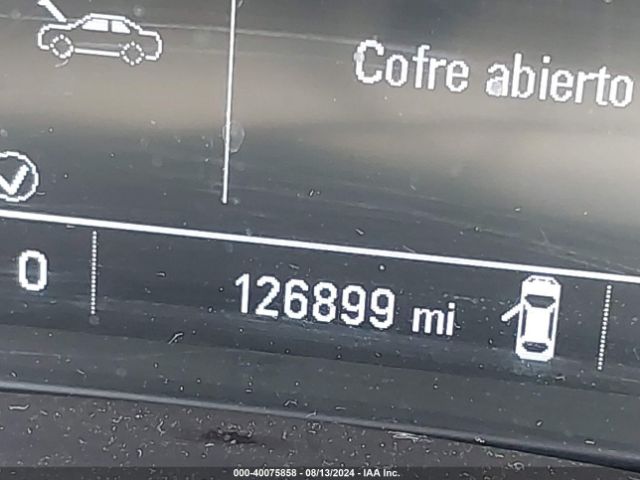 Cofre abierto
0
126899 mi
000-40075858 - 08/13/2024 - IAA Inc.